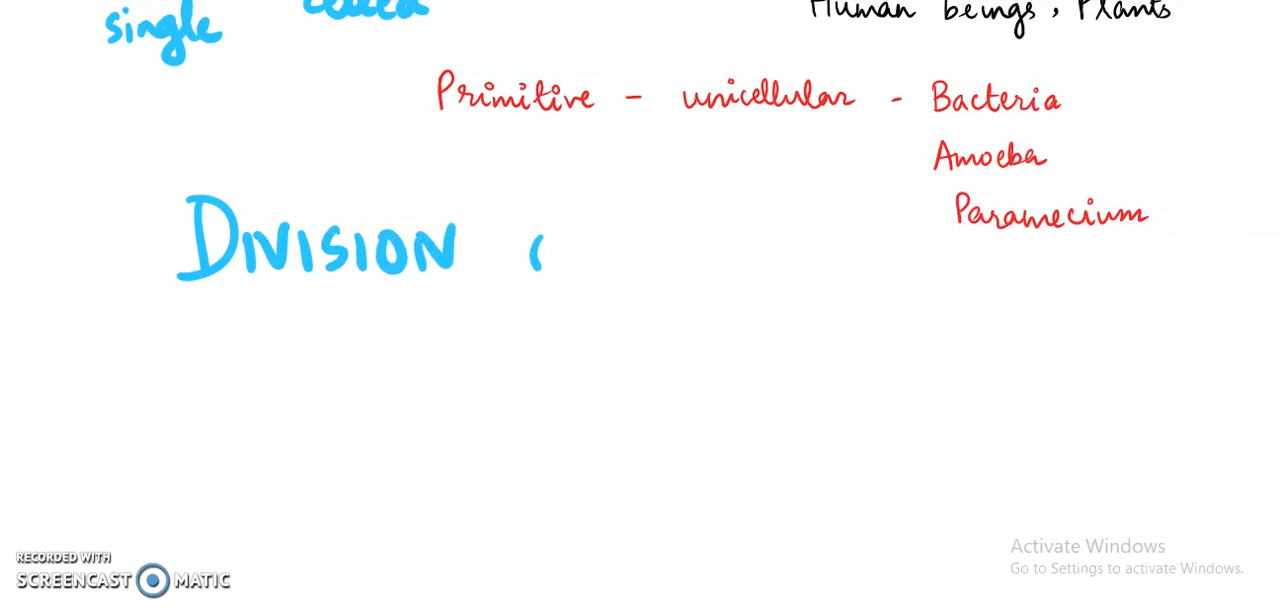 single
Human beings, Plants
Primitive - unicellular - Bacteria
Amoeba
Paramecium
DIVISION
RECORDED WITH
SCREENCAST MATIC
Activate Windows
Go to Settings to activate Windows.